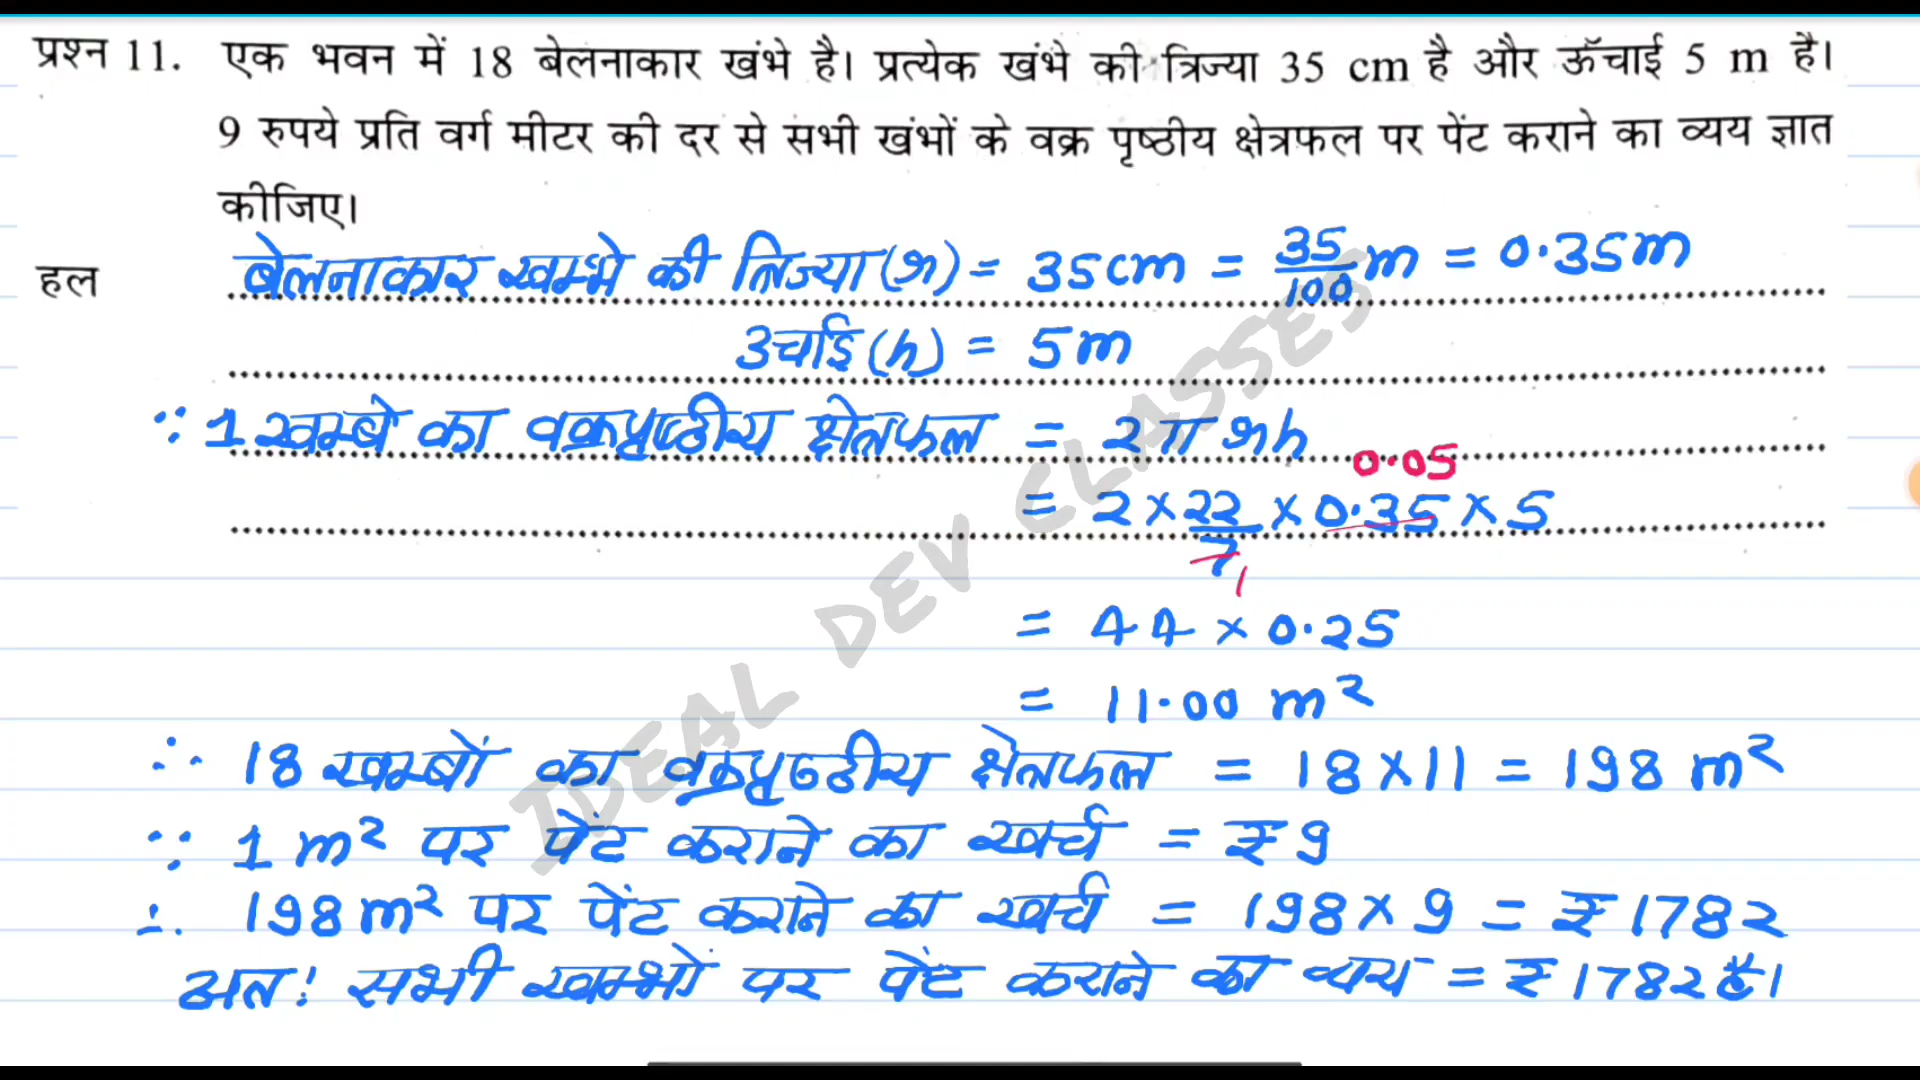 प्रश्न 11. एक भवन में 18 बेलनाकार खंभे है। प्रत्येक खंभे की त्रिज्या 35 cm है और ऊँचाई 5 m है।
9 रुपये प्रति वर्ग मीटर की दर से सभी खंभों के वक्र पृष्ठीय क्षेत्रफल पर पेंट कराने का व्यय ज्ञात
कीजिए।
हल बेलनाकार खम्भे की त्रिज्या (r) = 35cm = 35/100 m = 0.35m
ऊचाई (h) = 5m
∵ 1 खम्बे का वक्रपृष्ठीय क्षेत्रफल = 2πrh
0.05
= 2 × 22/7 × 0.35 × 5
1
= 44 × 0.25
= 11.00 m²
∴ 18 खम्बों का वक्रपृष्ठीय क्षेत्रफल = 18 × 11 = 198 m²
∵ 1 m² पर पेंट कराने का खर्च = ₹ 9
∴ 198 m² पर पेंट कराने का खर्च = 198 × 9 = ₹ 1782
अतः सभी खम्भों पर पेंट कराने का व्यय = ₹ 1782 है।
IDEAL DEV CLASSES